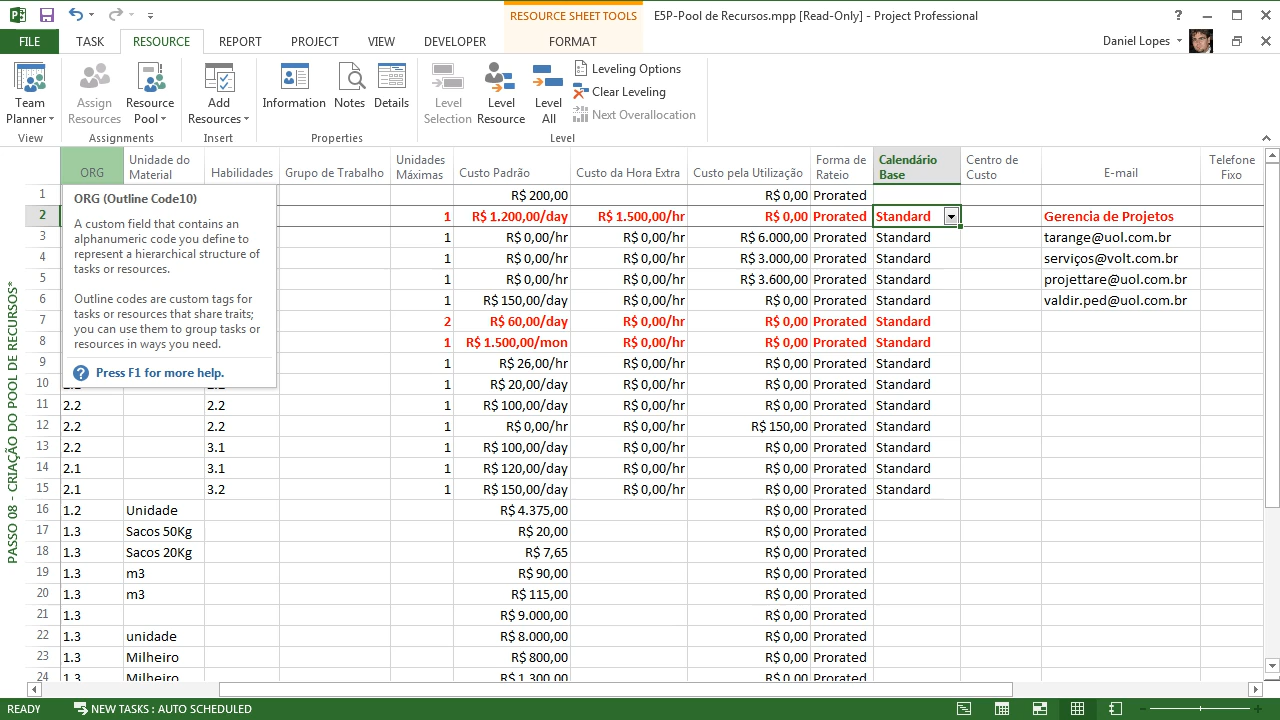 RESOURCE SHEET TOOLS
E5P-Pool de Recursos.mpp [Read-Only] - Project Professional
FILE TASK RESOURCE REPORT PROJECT VIEW DEVELOPER FORMAT
Daniel Lopes
Team Planner
Assign Resources
Resource Pool
Add Resources
Information
Notes
Details
Level Selection
Level Resource
Level All
Leveling Options
Clear Leveling
Next Overallocation
View Assignments Insert Properties Level
ORG Unidade do Material Habilidades Grupo de Trabalho Unidades Máximas Custo Padrão Custo da Hora Extra Custo pela Utilização Forma de Rateio Calendário Base Centro de Custo E-mail Telefone Fixo
ORG (Outline Code10)
A custom field that contains an
alphanumeric code you define to
represent a hierarchical structure of
tasks or resources.
Outline codes are custom tags for
tasks or resources that share traits;
you can use them to group tasks or
resources in ways you need.
Press F1 for more help.
1 R$ 200,00 R$ 0,00 Prorated
2 1 R$ 1.200,00/day R$ 1.500,00/hr R$ 0,00 Prorated Standard Gerencia de Projetos
3 1 R$ 0,00/hr R$ 0,00/hr R$ 6.000,00 Prorated Standard tarange@uol.com.br
4 1 R$ 0,00/hr R$ 0,00/hr R$ 3.000,00 Prorated Standard serviços@volt.com.br
5 1 R$ 0,00/hr R$ 0,00/hr R$ 3.600,00 Prorated Standard projettare@uol.com.br
6 1 R$ 150,00/day R$ 0,00/hr R$ 0,00 Prorated Standard valdir.ped@uol.com.br
7 2 R$ 60,00/day R$ 0,00/hr R$ 0,00 Prorated Standard
8 1 R$ 1.500,00/mon R$ 0,00/hr R$ 0,00 Prorated Standard
9 1 R$ 26,00/hr R$ 0,00/hr R$ 0,00 Prorated Standard
10 1 R$ 20,00/day R$ 0,00/hr R$ 0,00 Prorated Standard
11 2.2 2.2 1 R$ 100,00/day R$ 0,00/hr R$ 0,00 Prorated Standard
12 2.2 2.2 1 R$ 0,00/hr R$ 0,00/hr R$ 150,00 Prorated Standard
13 2.2 3.1 1 R$ 100,00/day R$ 0,00/hr R$ 0,00 Prorated Standard
14 2.1 3.1 1 R$ 120,00/day R$ 0,00/hr R$ 0,00 Prorated Standard
15 2.1 3.2 1 R$ 150,00/day R$ 0,00/hr R$ 0,00 Prorated Standard
16 1.2 Unidade R$ 4.375,00 R$ 0,00 Prorated
17 1.3 Sacos 50Kg R$ 20,00 R$ 0,00 Prorated
18 1.3 Sacos 20Kg R$ 7,65 R$ 0,00 Prorated
19 1.3 m3 R$ 90,00 R$ 0,00 Prorated
20 1.3 m3 R$ 115,00 R$ 0,00 Prorated
21 1.3 R$ 9.000,00 R$ 0,00 Prorated
22 1.3 unidade R$ 8.000,00 R$ 0,00 Prorated
23 1.3 Milheiro R$ 800,00 R$ 0,00 Prorated
24 1.3 Milheiro R$ 1.300,00 R$ 0,00 Prorated
PASSO 08 - CRIAÇÃO DO POOL DE RECURSOS*
READY NEW TASKS : AUTO SCHEDULED